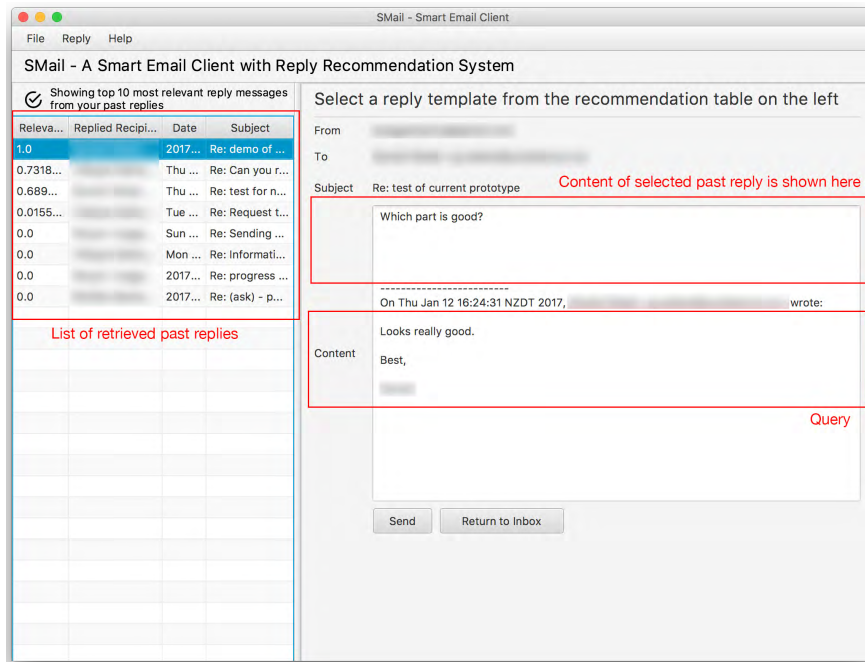 SMail - Smart Email Client
File Reply Help
SMail - A Smart Email Client with Reply Recommendation System
Showing top 10 most relevant reply messages
from your past replies
Releva... Replied Recipi... Date Subject
1.0 2017... Re: demo of ...
0.7318... Thu ... Re: Can you r...
0.689... Thu ... Re: test for n...
0.0155... Tue ... Re: Request t...
0.0 Sun ... Re: Sending ...
0.0 Mon ... Re: Informati...
0.0 2017... Re: progress ...
0.0 2017... Re: (ask) - p...
List of retrieved past replies
Select a reply template from the recommendation table on the left
From
To
Subject Re: test of current prototype
Content of selected past reply is shown here
Which part is good?
-------------------------
On Thu Jan 12 16:24:31 NZDT 2017, wrote:
Looks really good.
Content
Best,
Query
Send Return to Inbox